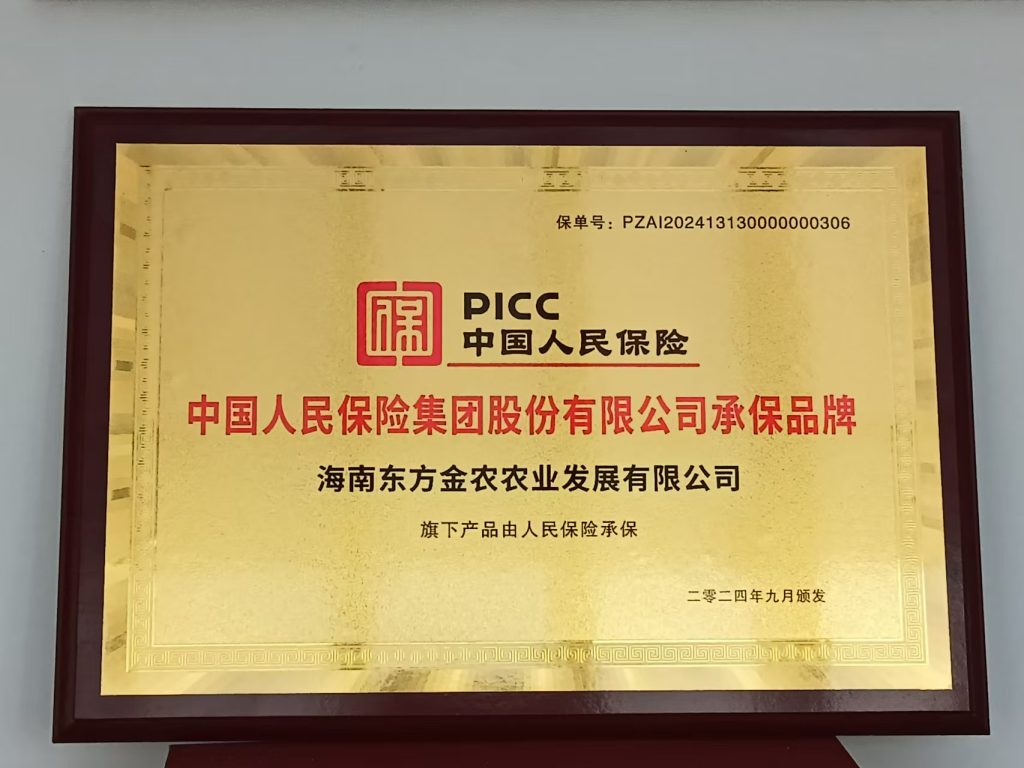 保单号：PZAI202413130000000306
保
PICC
中国人民保险
中国人民保险集团股份有限公司承保品牌
海南东方金农农业发展有限公司
旗下产品由人民保险承保
二零二四年九月颁发